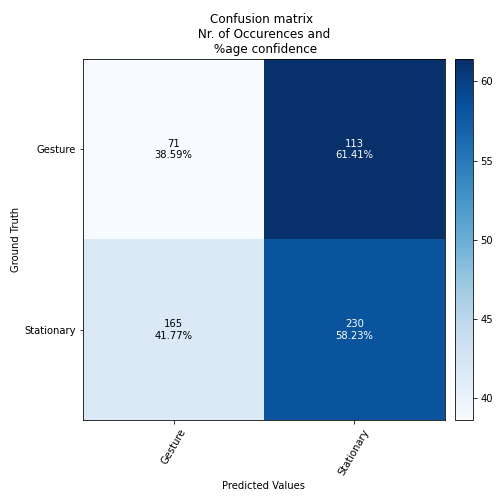 Confusion matrix
Nr. of Occurences and
%age confidence
Ground Truth
Gesture
71
38.59%
113
61.41%
Stationary
165
41.77%
230
58.23%
Gesture
Stationary
Predicted Values
60
55
50
45
40